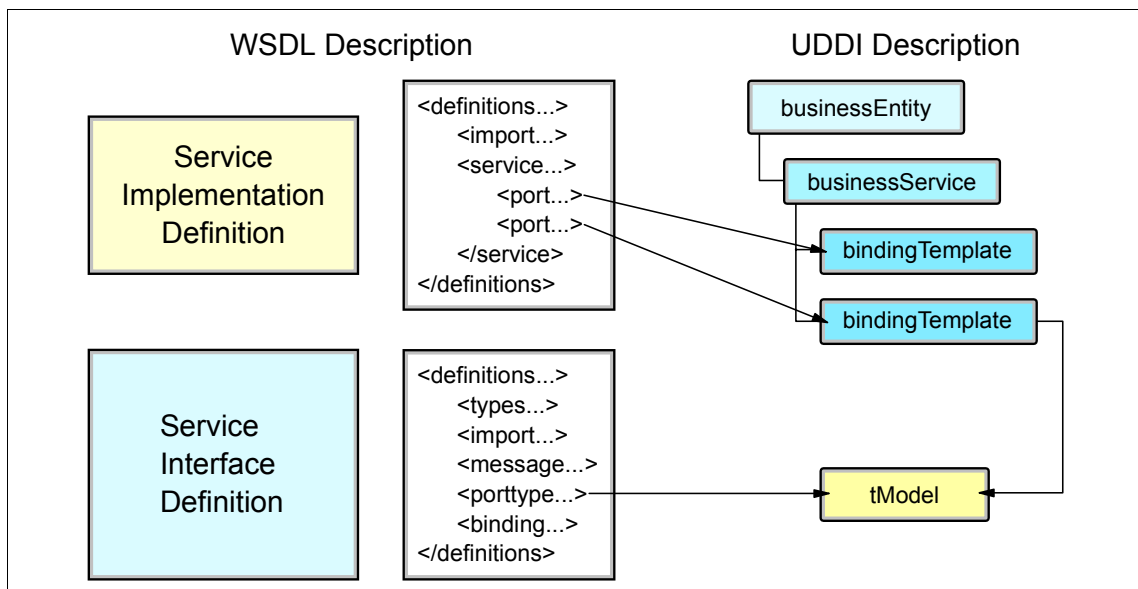 WSDL Description
UDDI Description
Service
Implementation
Definition
<definitions...>
<import...>
<service...>
<port...>
<port...>
</service>
</definitions>
businessEntity
businessService
bindingTemplate
bindingTemplate
Service
Interface
Definition
<definitions...>
<types...>
<import...>
<message...>
<porttype...>
<binding...>
</definitions>
tModel